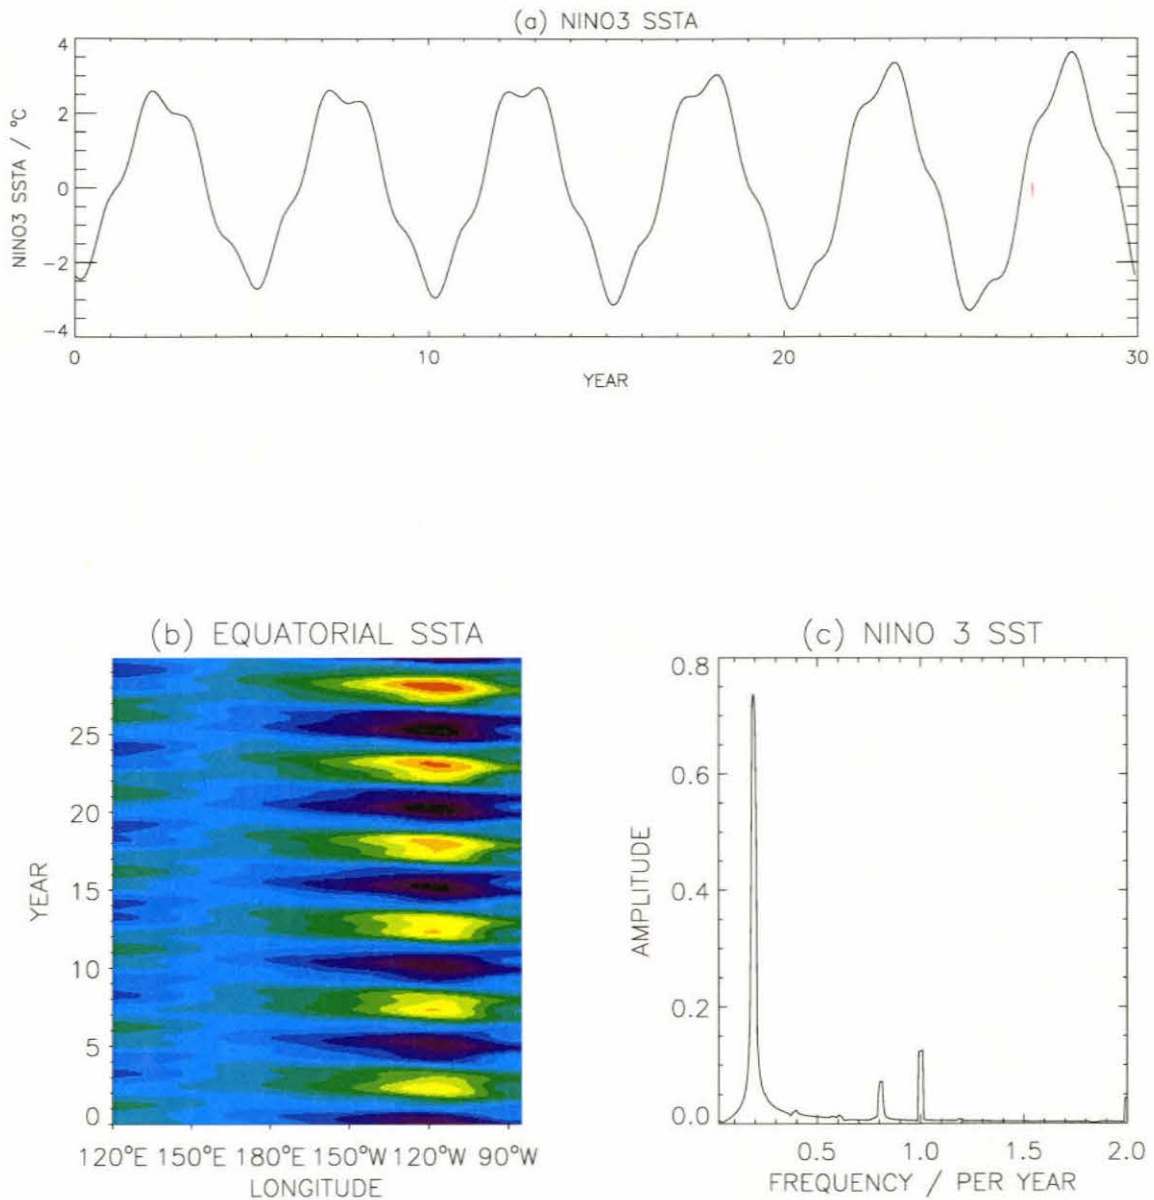 (a) NINO3 SSTA
4
2
0
-2
-4
NINO3 SSTA / °C
0 10 20 30
YEAR
(b) EQUATORIAL SSTA
25
20
15
10
5
0
YEAR
120°E 150°E 180°E 150°W 120°W 90°W
LONGITUDE
(c) NINO 3 SST
0.8
0.6
0.4
0.2
0.0
AMPLITUDE
0.5 1.0 1.5 2.0
FREQUENCY / PER YEAR